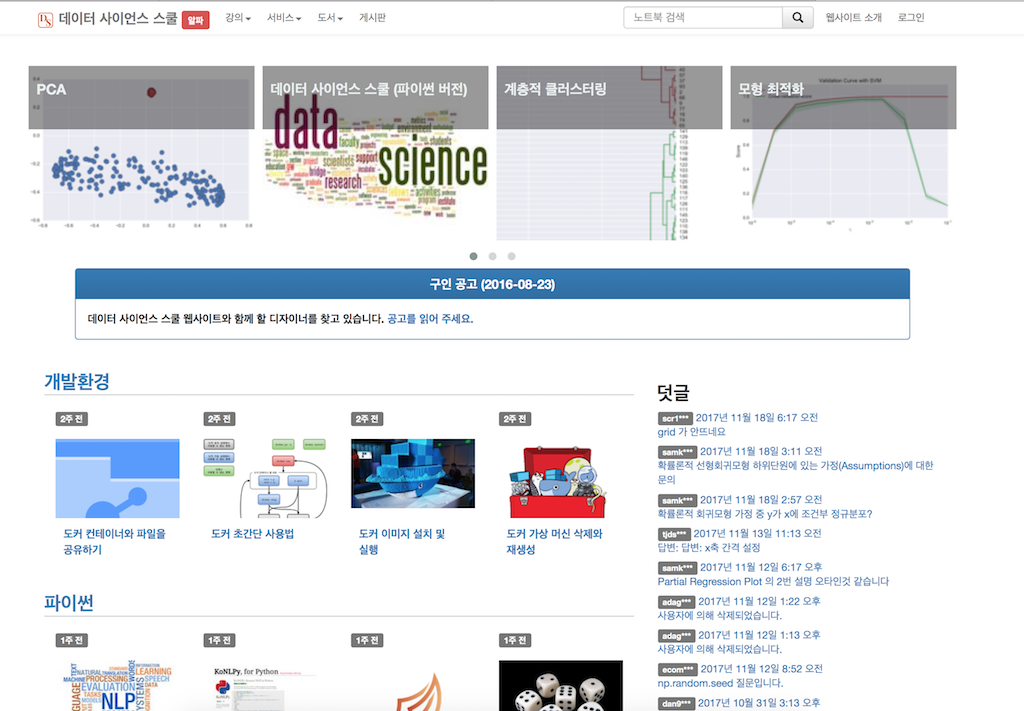 데이터 사이언스 스쿨 알파 강의 서비스 도서 게시판 노트북 검색 웹사이트 소개 로그인
PCA
데이터 사이언스 스쿨 (파이썬 버전)
data
science
research
계층적 클러스터링
모형 최적화
Validation Curve with SVM
Score
구인 공고 (2016-08-23)
데이터 사이언스 스쿨 웹사이트와 함께 할 디자이너를 찾고 있습니다. 공고를 읽어 주세요.
개발환경
2주 전
도커 컨테이너와 파일을
공유하기
2주 전
도커 초간단 사용법
2주 전
도커 이미지 설치 및
실행
2주 전
도커 가상 머신 삭제와
재생성
파이썬
1주 전
NATURAL LEARNING
PROCESSING SPEECH
EVALUATION
NLP
1주 전
KoNLPy, for Python
1주 전
1주 전
덧글
scr1*** 2017년 11월 18일 6:17 오전
grid 가 안뜨네요
samk*** 2017년 11월 18일 3:11 오전
확률론적 선형회귀모형 하위단원에 있는 가정(Assumptions)에 대한
문의
samk*** 2017년 11월 18일 2:57 오전
확률론적 회귀모형 가정 중 y가 x에 조건부 정규분포?
tjds*** 2017년 11월 13일 11:13 오전
답변: 답변: x축 간격 설정
samk*** 2017년 11월 12일 6:17 오후
Partial Regression Plot 의 2번 설명 오타인것 같습니다
adag*** 2017년 11월 12일 1:22 오후
사용자에 의해 삭제되었습니다.
adag*** 2017년 11월 12일 1:13 오후
사용자에 의해 삭제되었습니다.
ecom*** 2017년 11월 12일 8:52 오전
np.random.seed 질문입니다.
dan9*** 2017년 10월 31일 3:13 오후